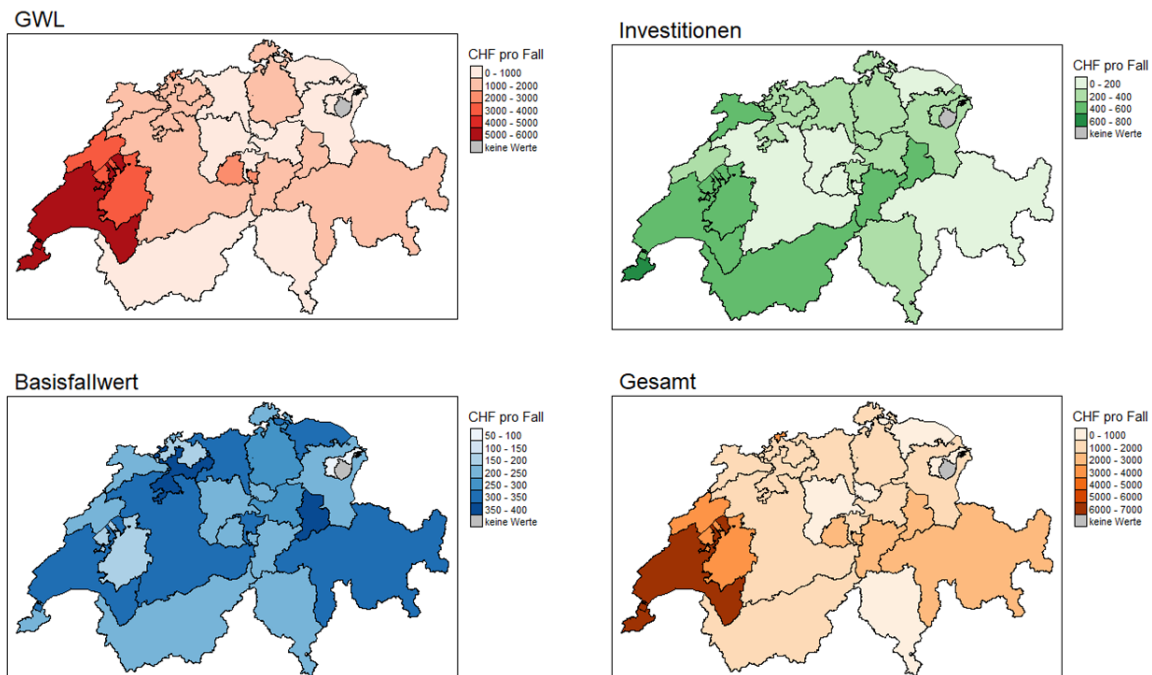 GWL
CHF pro Fall
0 - 1000
1000 - 2000
2000 - 3000
3000 - 4000
4000 - 5000
5000 - 6000
keine Werte
Investitionen
CHF pro Fall
0 - 200
200 - 400
400 - 600
600 - 800
keine Werte
Basisfallwert
CHF pro Fall
50 - 100
100 - 150
150 - 200
200 - 250
250 - 300
300 - 350
350 - 400
keine Werte
Gesamt
CHF pro Fall
0 - 1000
1000 - 2000
2000 - 3000
3000 - 4000
4000 - 5000
5000 - 6000
6000 - 7000
keine Werte